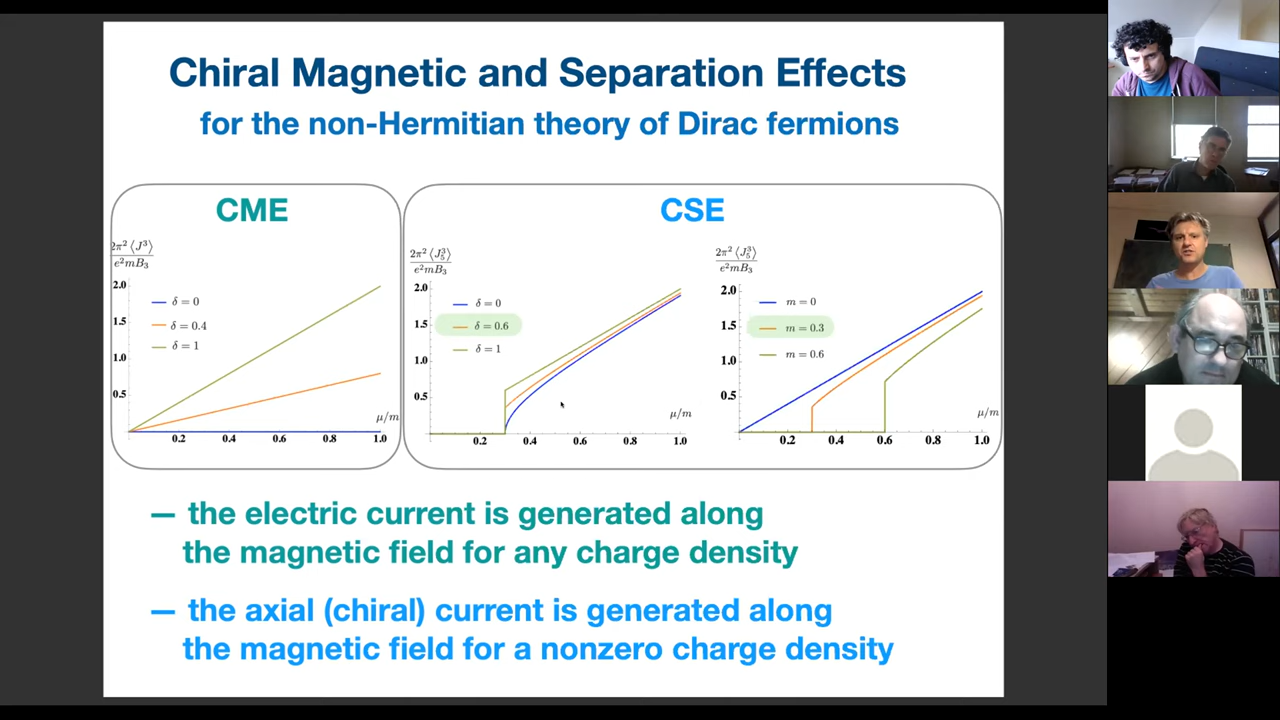 Chiral Magnetic and Separation Effects
for the non-Hermitian theory of Dirac fermions
CME
2π² ⟨J³⟩
e²mB₃
2.0
1.5
1.0
0.5
δ = 0
δ = 0.4
δ = 1
μ/m
0.2 0.4 0.6 0.8 1.0
CSE
2π² ⟨J₅³⟩
e²mB₃
2.0
1.5
1.0
0.5
δ = 0
δ = 0.6
δ = 1
μ/m
0.2 0.4 0.6 0.8 1.0
2π² ⟨J₅³⟩
e²mB₃
2.0
1.5
1.0
0.5
m = 0
m = 0.3
m = 0.6
μ/m
0.2 0.4 0.6 0.8 1.0
— the electric current is generated along
the magnetic field for any charge density
— the axial (chiral) current is generated along
the magnetic field for a nonzero charge density